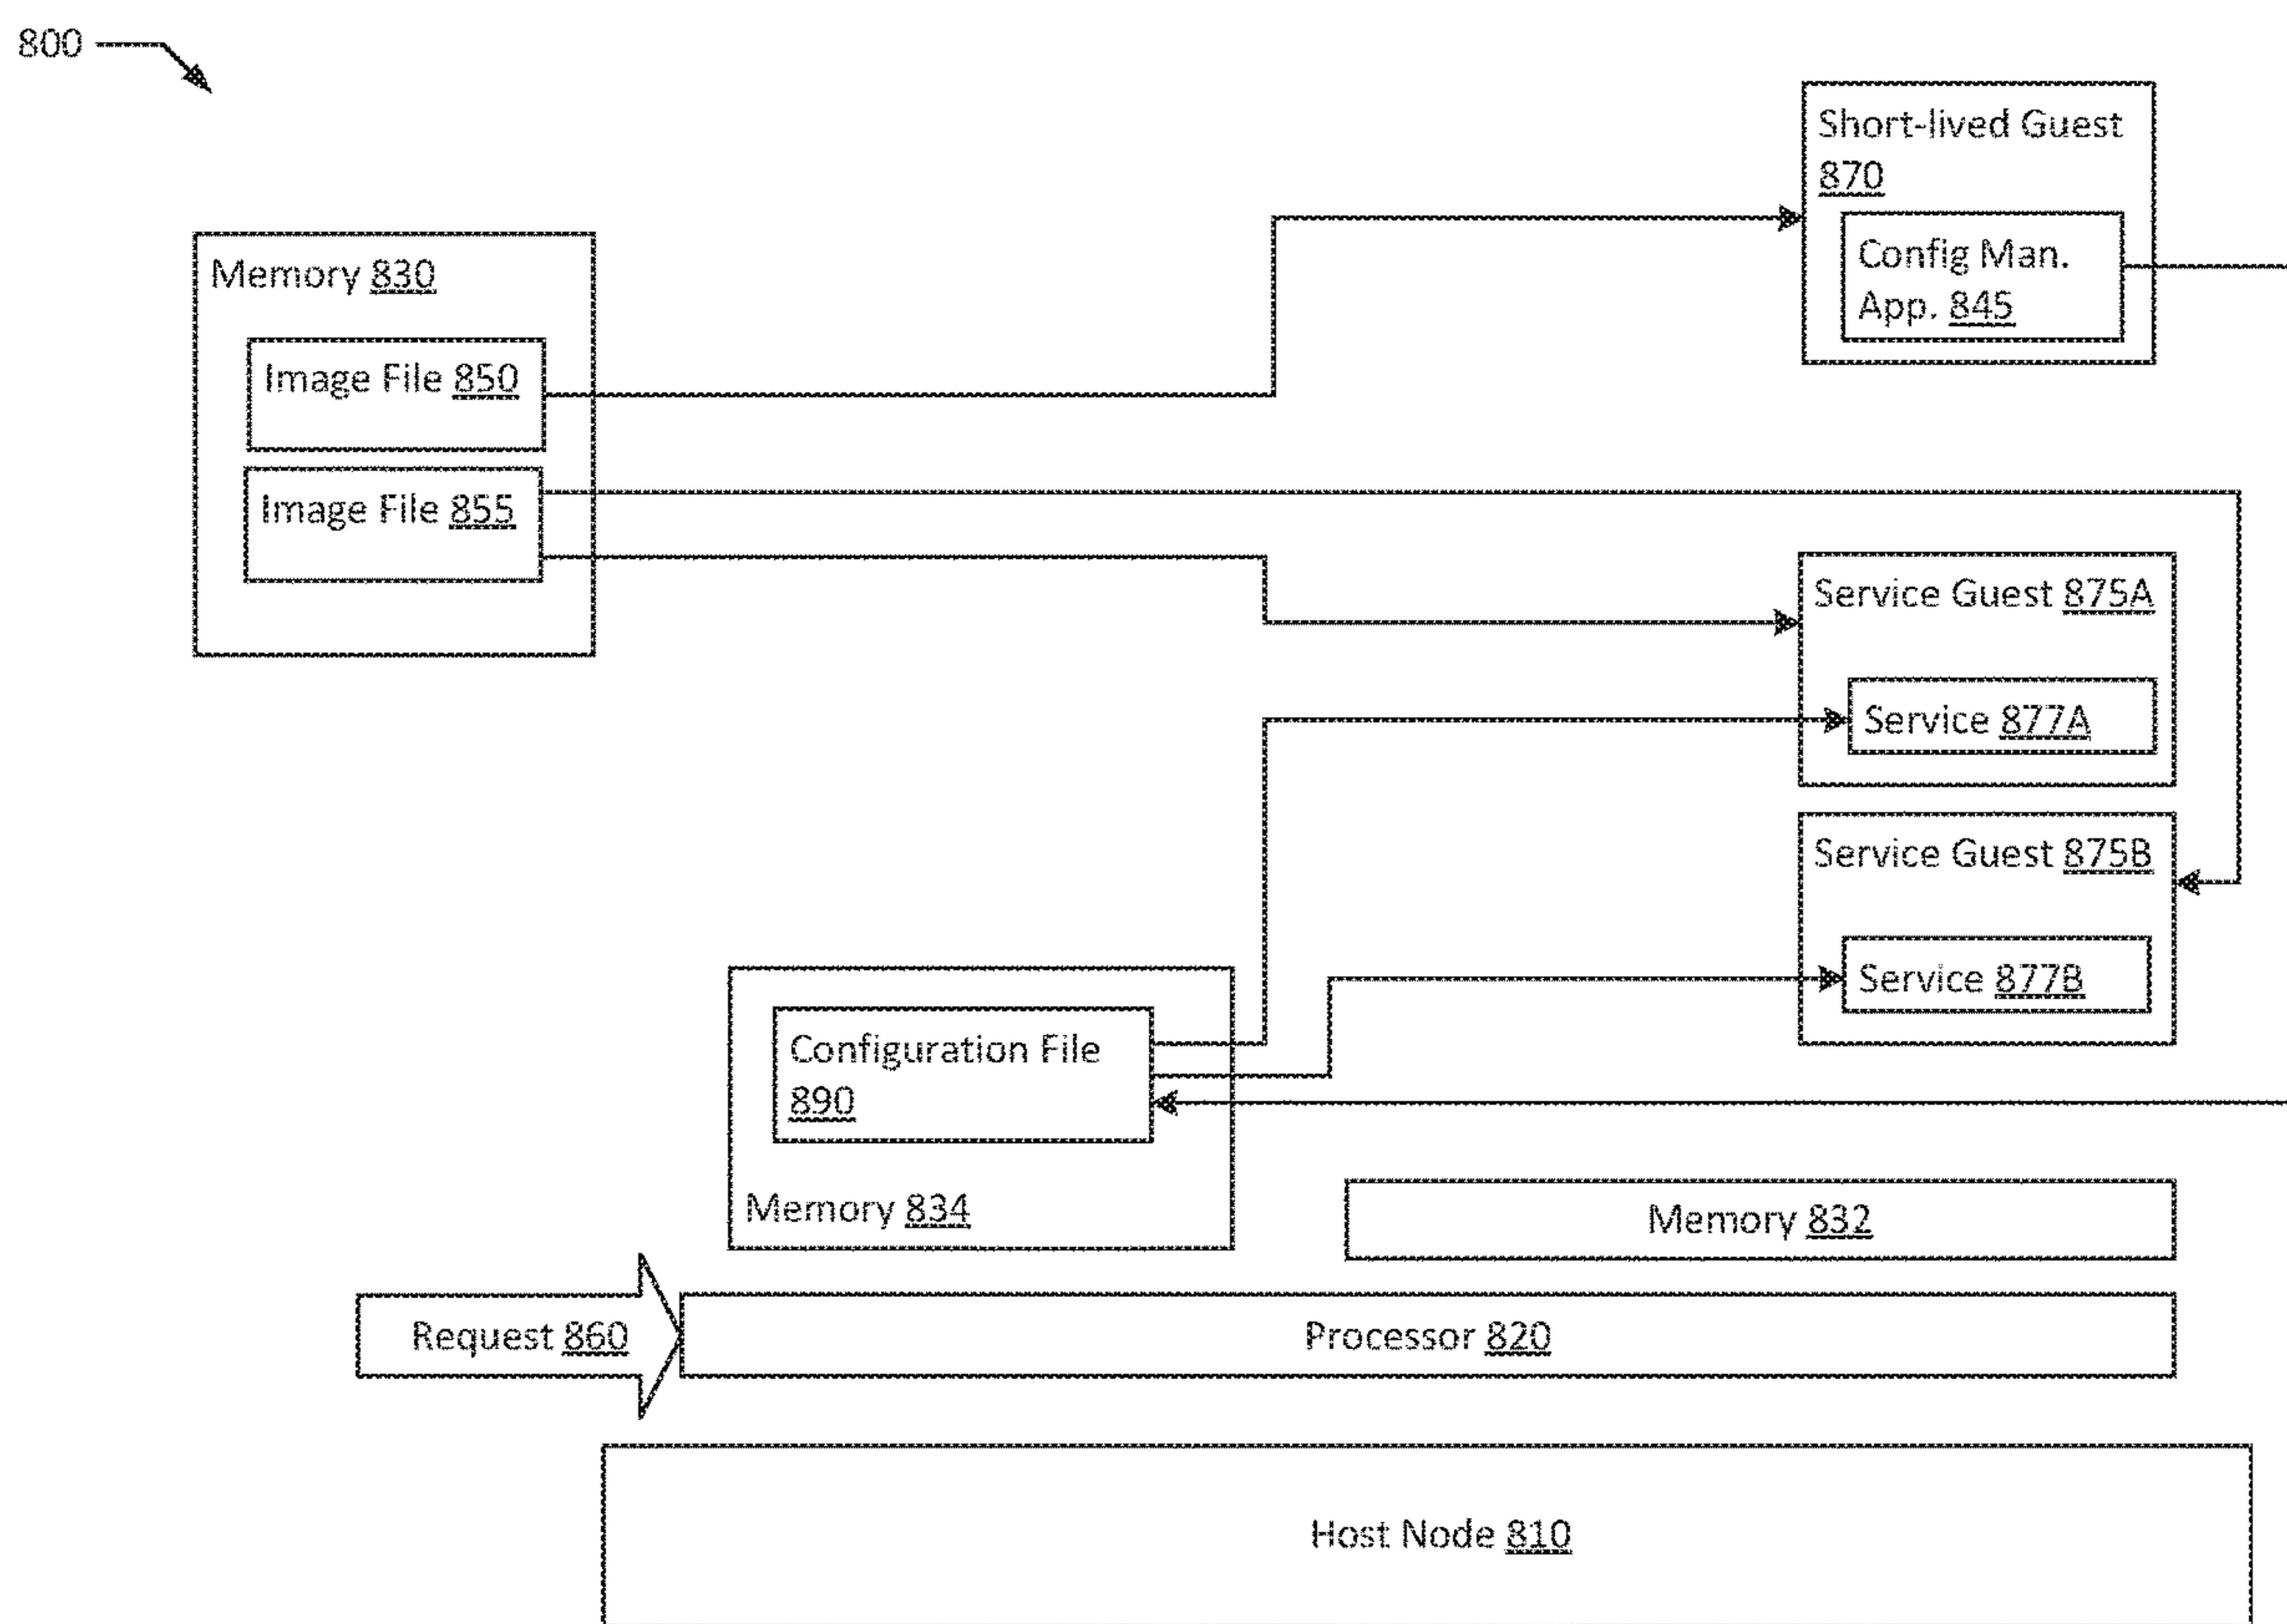 800
Short-lived Guest
870
Config Man.
App. 845
Memory 830
Image File 850
Image File 855
Service Guest 875A
Service 877A
Service Guest 875B
Service 877B
Configuration File
890
Memory 834
Memory 832
Request 860
Processor 820
Host Node 810